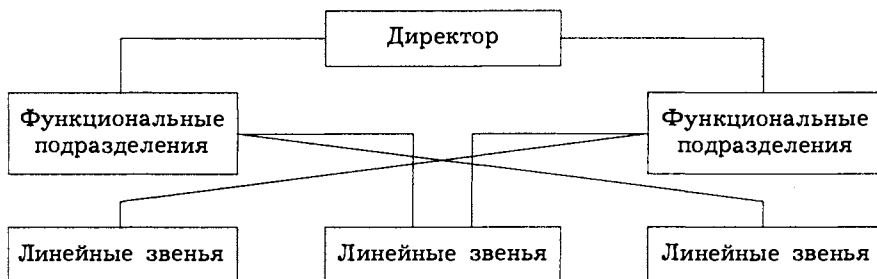 Директор
Функциональные
подразделения
Функциональные
подразделения
Линейные звенья
Линейные звенья
Линейные звенья